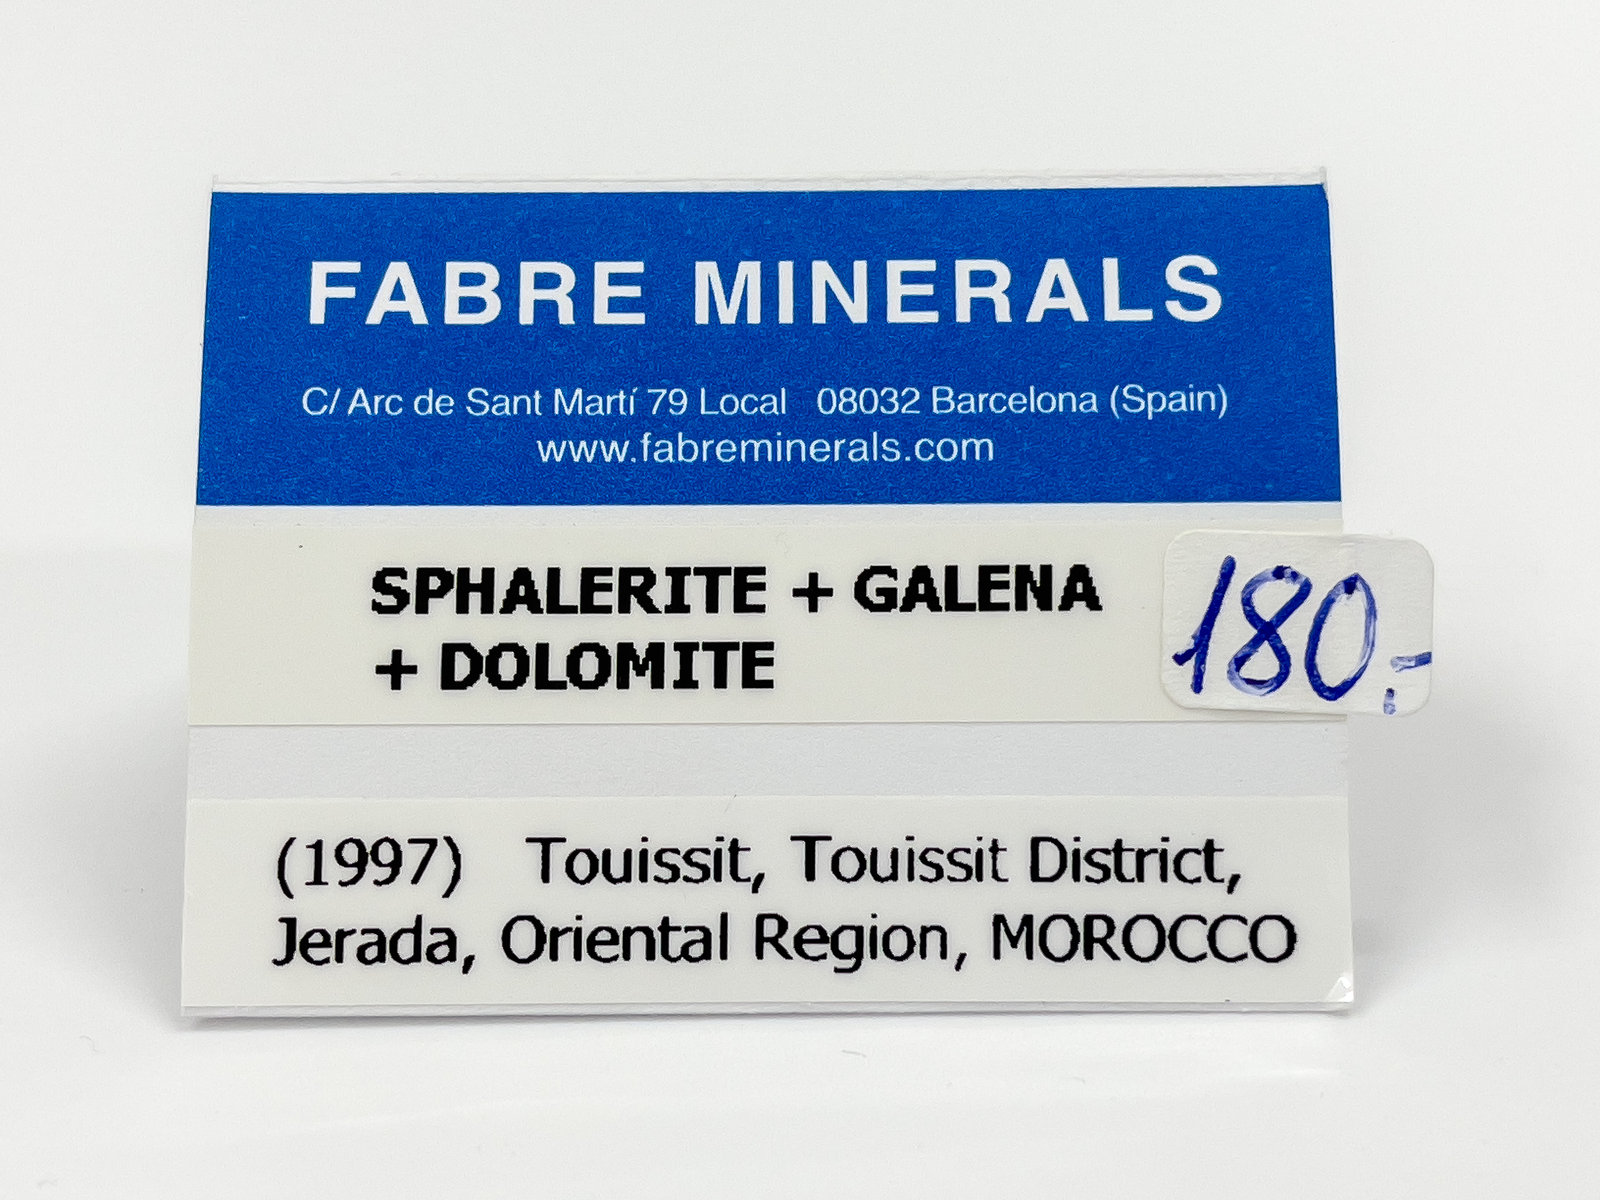 FABRE MINERALS
C/ Arc de Sant Martí 79 Local 08032 Barcelona (Spain)
www.fabreminerals.com
SPHALERITE + GALENA
+ DOLOMITE
180.-
(1997) Touissit, Touissit District,
Jerada, Oriental Region, MOROCCO